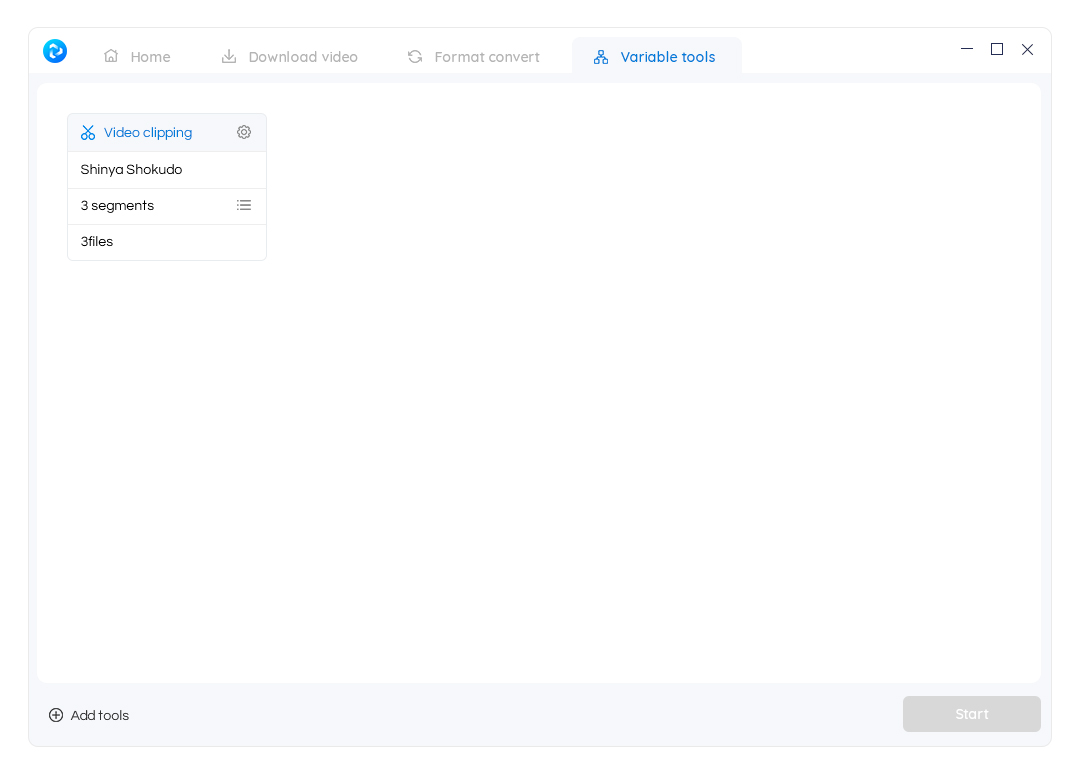 Home
Download video
Format convert
Variable tools
Video clipping
Shinya Shokudo
3 segments
3files
Add tools
Start